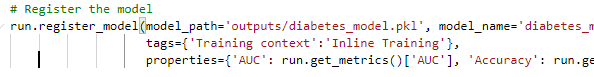 # Register the model
run.register_model(model_path='outputs/diabetes_model.pkl', model_name='diabetes_m
tags={'Training context':'Inline Training'},
properties={'AUC': run.get_metrics()['AUC'], 'Accuracy': run.ge